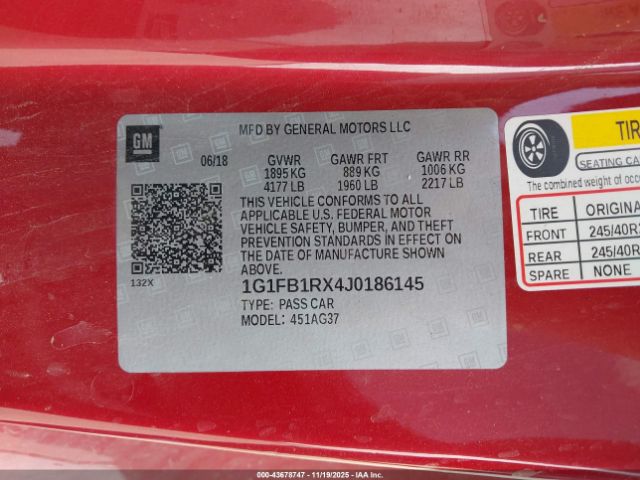 GM
MFD BY GENERAL MOTORS LLC
06/18 GVWR GAWR FRT GAWR RR
1895 KG 889 KG 1006 KG
4177 LB 1960 LB 2217 LB
THIS VEHICLE CONFORMS TO ALL
APPLICABLE U.S. FEDERAL MOTOR
VEHICLE SAFETY, BUMPER, AND THEFT
PREVENTION STANDARDS IN EFFECT ON
THE DATE OF MANUFACTURE SHOWN
ABOVE.
132X
1G1FB1RX4J0186145
TYPE: PASS CAR
MODEL: 451AG37
TIR
SEATING CA
The combined weight of occu
TIRE ORIGINA
FRONT 245/40R
REAR 245/40R
SPARE NONE
1-43678747 - 11/19/2025 - IAAI.com